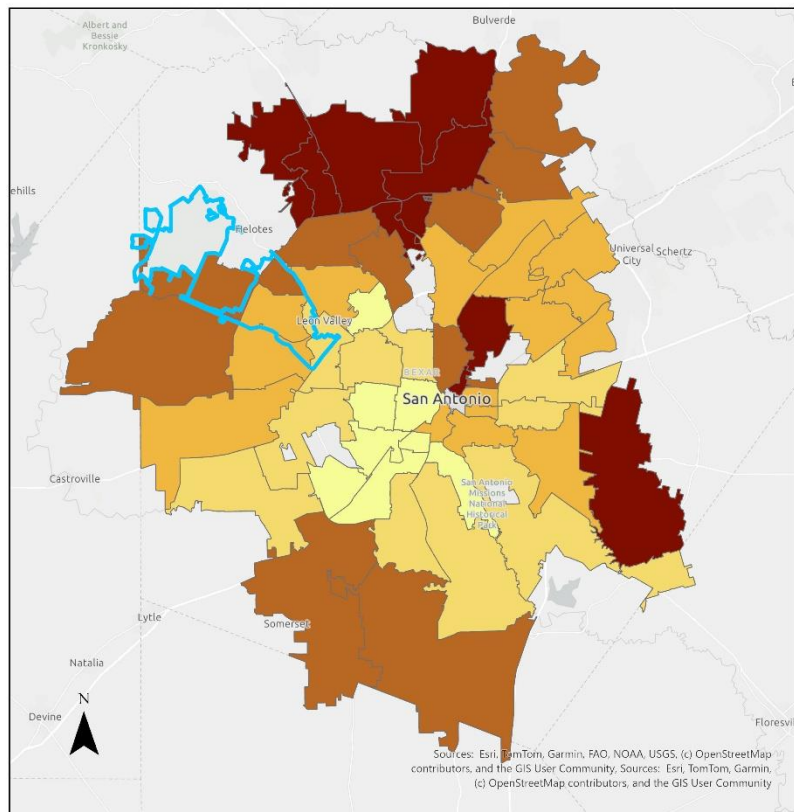 Albert and
Bessie
Kronkosky
Bulverde
Helotes
Universal
City
Schertz
Leon Valley
BEXAR
San Antonio
Castroville
San Antonio
Missions
National
Historical
Park
Lytle
Somerset
Natalia
N
Devine
Sources: Esri, TomTom, Garmin, FAO, NOAA, USGS, (c) OpenStreetMap
contributors, and the GIS User Community, Sources: Esri, TomTom, Garmin,
(c) OpenStreetMap contributors, and the GIS User Community